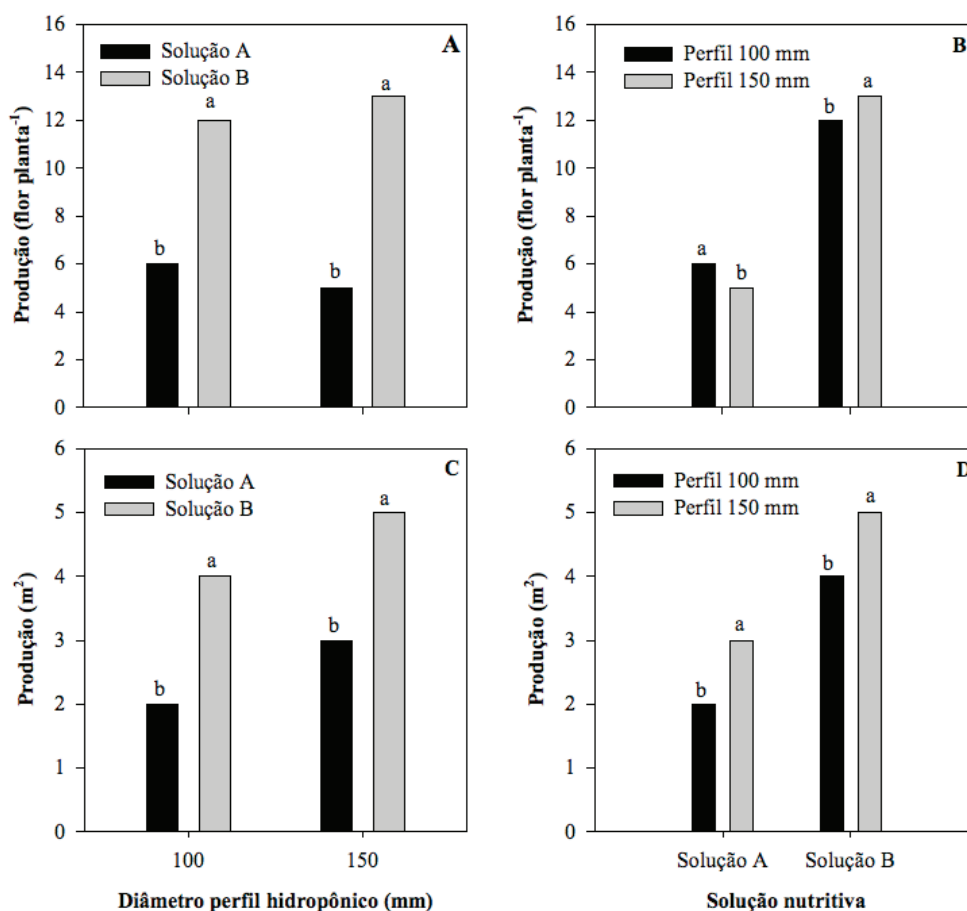 16
14
12
10
8
6
4
2
0
Produção (flor planta⁻¹)
Solução A
Solução B
A
b
a
b
a
16
14
12
10
8
6
4
2
0
Produção (flor planta⁻¹)
Perfil 100 mm
Perfil 150 mm
B
a
b
b
a
6
5
4
3
2
1
0
Produção (m²)
Solução A
Solução B
C
b
a
b
a
100
150
Diâmetro perfil hidropônico (mm)
6
5
4
3
2
1
0
Produção (m²)
Perfil 100 mm
Perfil 150 mm
D
b
a
b
a
Solução A
Solução B
Solução nutritiva